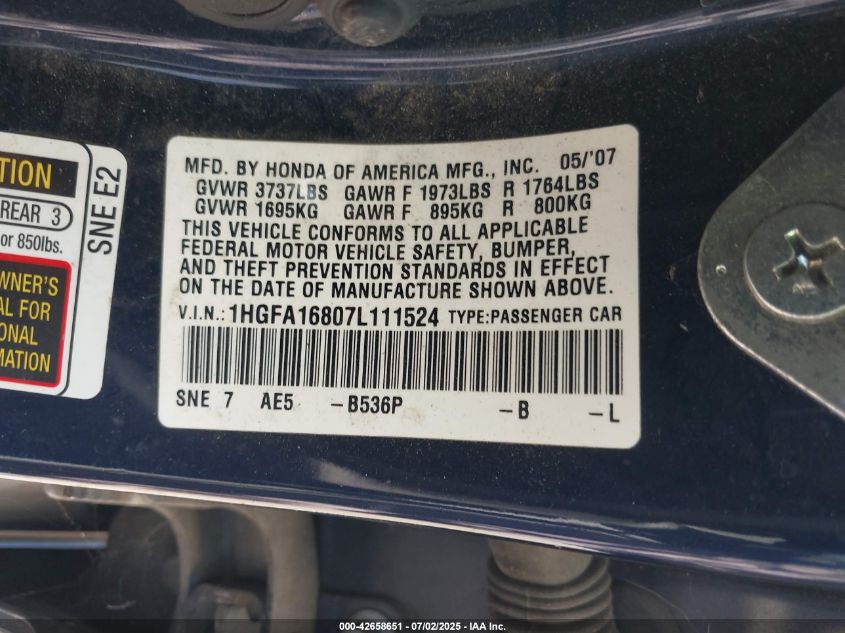 TION
REAR 3
or 850lbs.
WNER'S
AL FOR
IONAL
MATION
SNE E2
MFD. BY HONDA OF AMERICA MFG., INC. 05/'07
GVWR 3737LBS GAWR F 1973LBS R 1764LBS
GVWR 1695KG GAWR F 895KG R 800KG
THIS VEHICLE CONFORMS TO ALL APPLICABLE
FEDERAL MOTOR VEHICLE SAFETY, BUMPER,
AND THEFT PREVENTION STANDARDS IN EFFECT
ON THE DATE OF MANUFACTURE SHOWN ABOVE.
V.I.N.: 1HGFA16807L111524 TYPE:PASSENGER CAR
SNE 7 AE5 -B536P -B -L
000-42658651 - 07/02/2025 - IAA Inc.